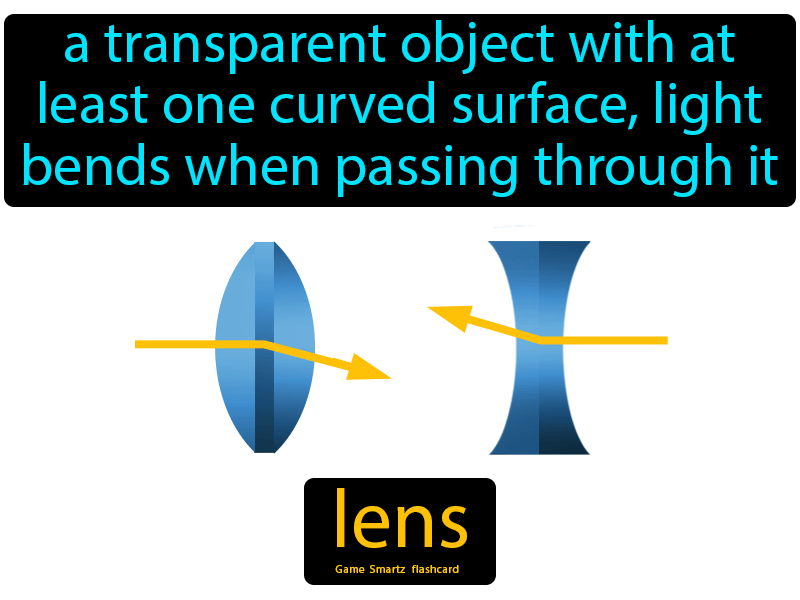 a transparent object with at
least one curved surface, light
bends when passing through it
lens
Game Smartz flashcard